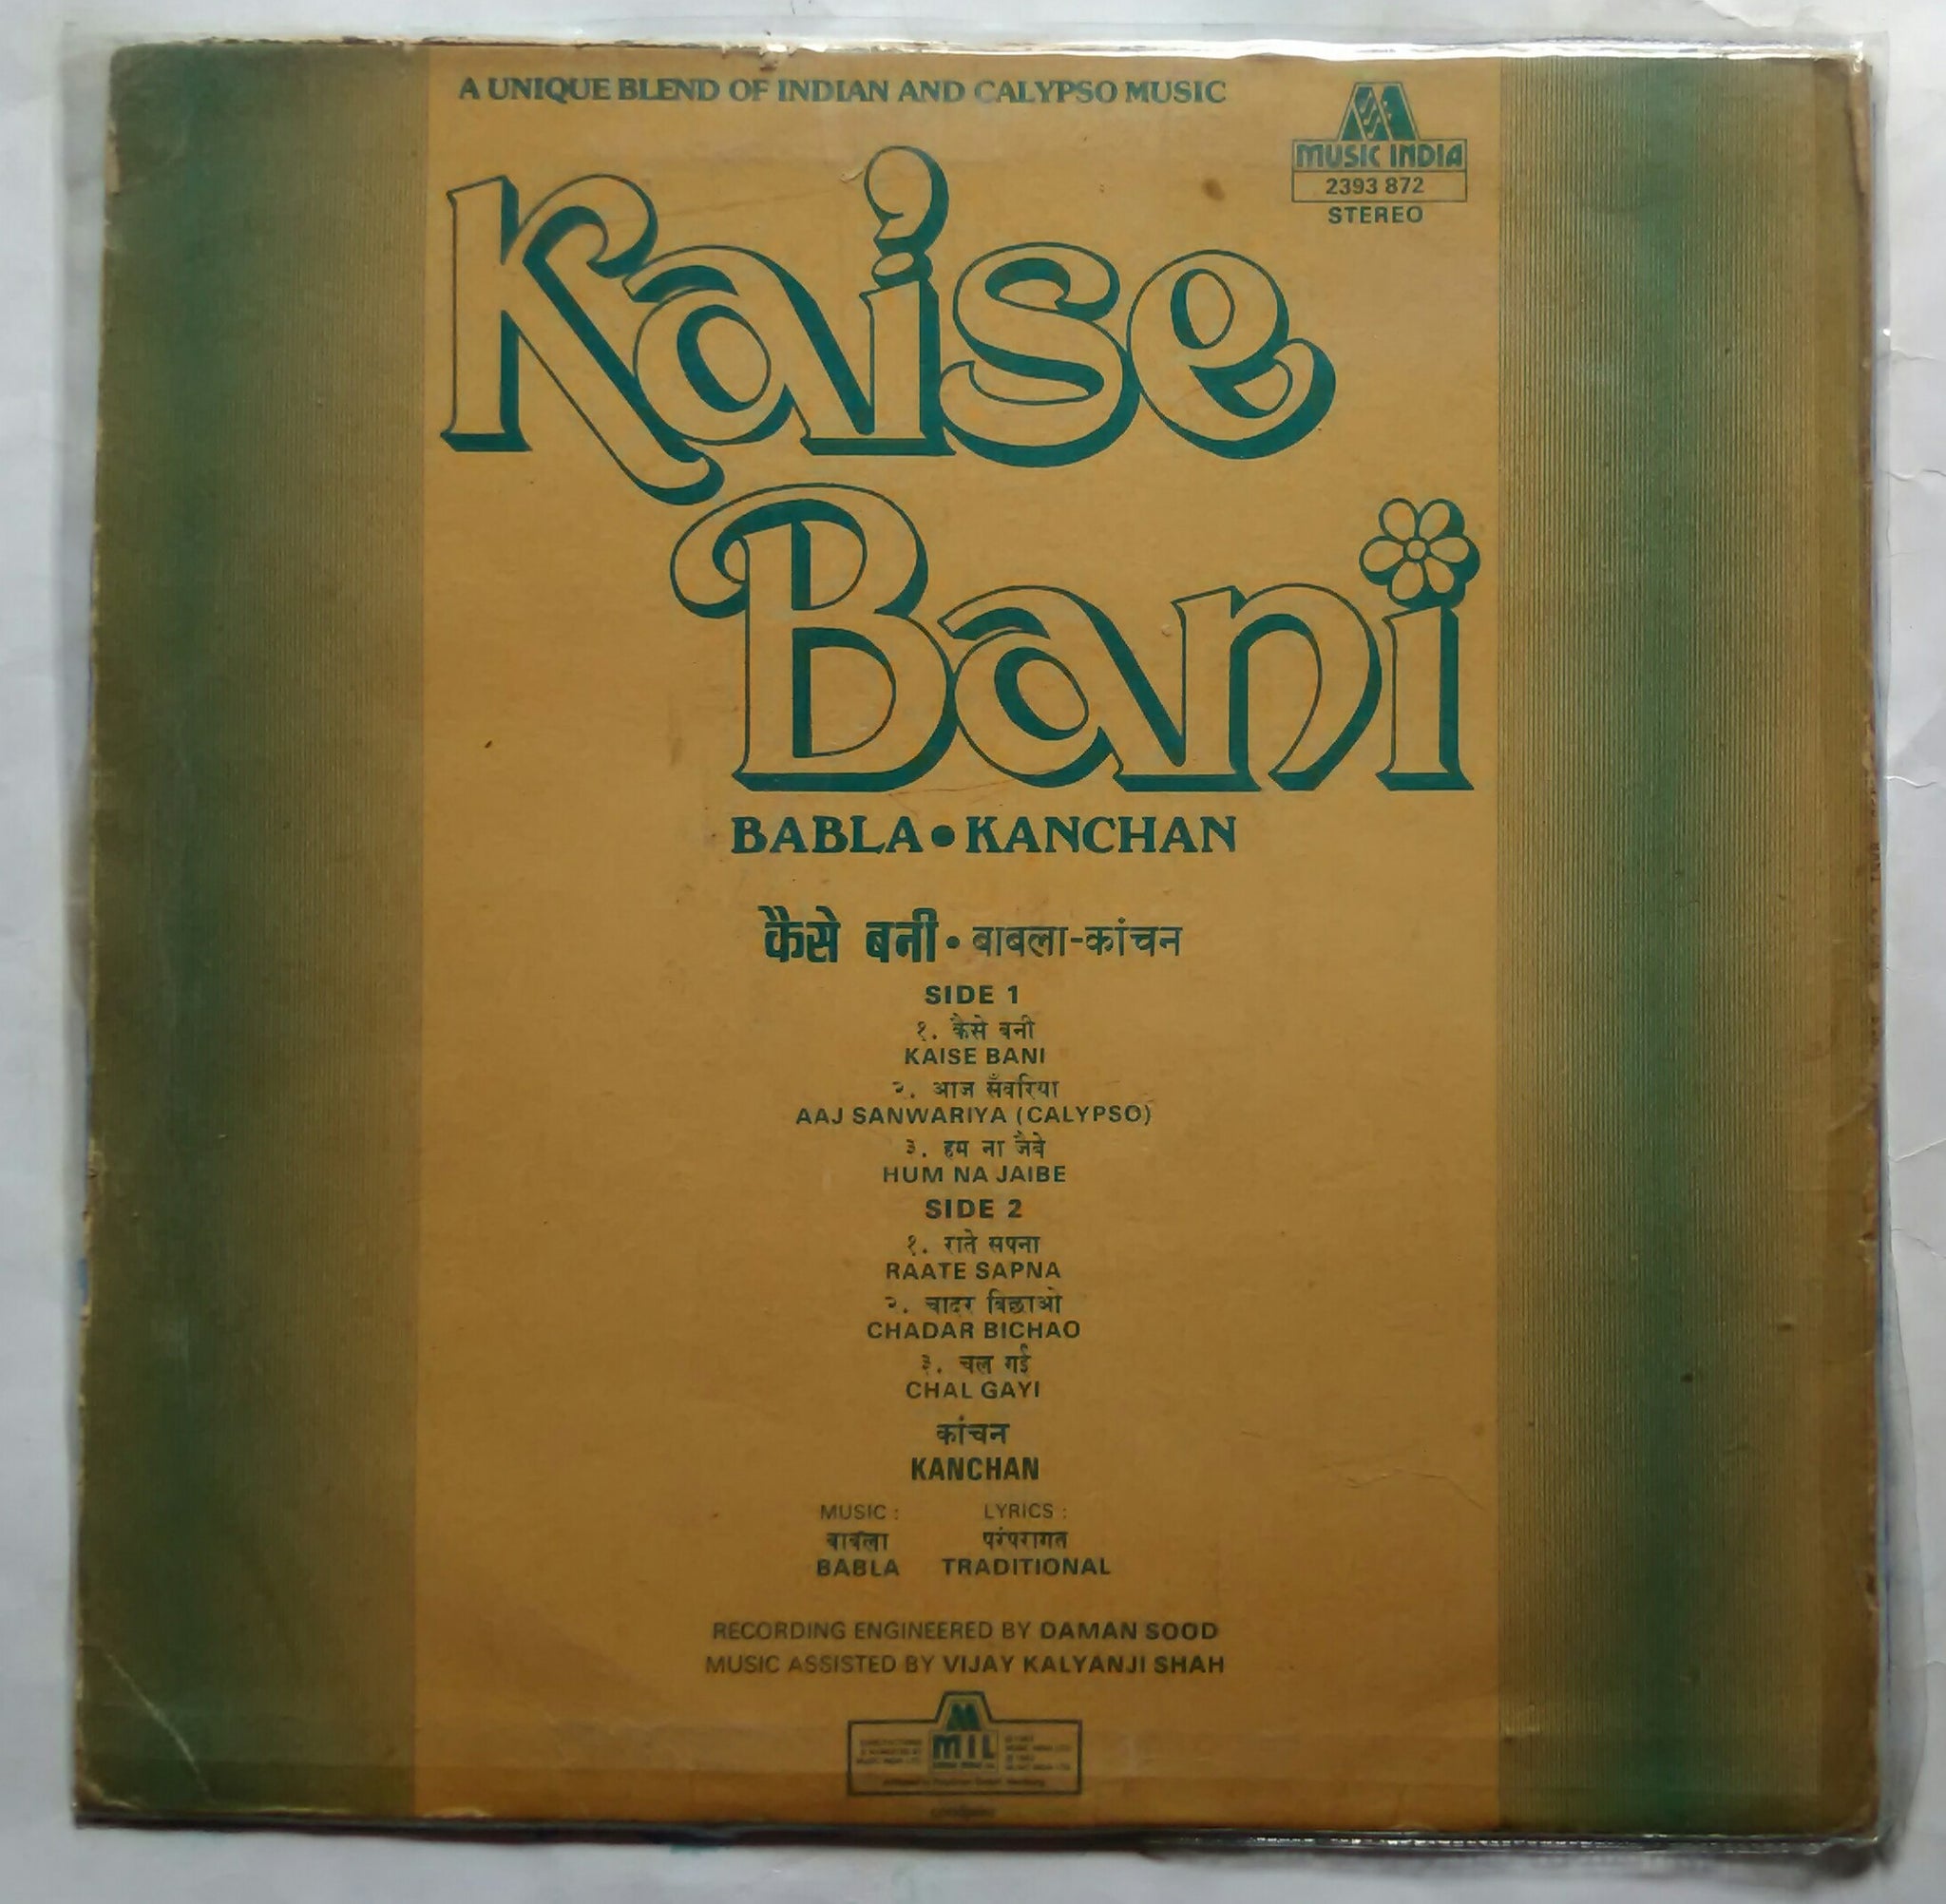 A UNIQUE BLEND OF INDIAN AND CALYPSO MUSIC
MUSIC INDIA
2393 872
STEREO
Kaise
Bani
BABLA • KANCHAN
कैसे बनी • बाबला-कांचन
SIDE 1
१. कैसे बनी
KAISE BANI
२. आज सँवरिया
AAJ SANWARIYA (CALYPSO)
३. हम ना जैबे
HUM NA JAIBE
SIDE 2
१. राते सपना
RAATE SAPNA
२. चादर बिछाओ
CHADAR BICHAO
३. चल गई
CHAL GAYI
कांचन
KANCHAN
MUSIC : LYRICS :
बाबला परंपरागत
BABLA TRADITIONAL
RECORDING ENGINEERED BY DAMAN SOOD
MUSIC ASSISTED BY VIJAY KALYANJI SHAH
MIL